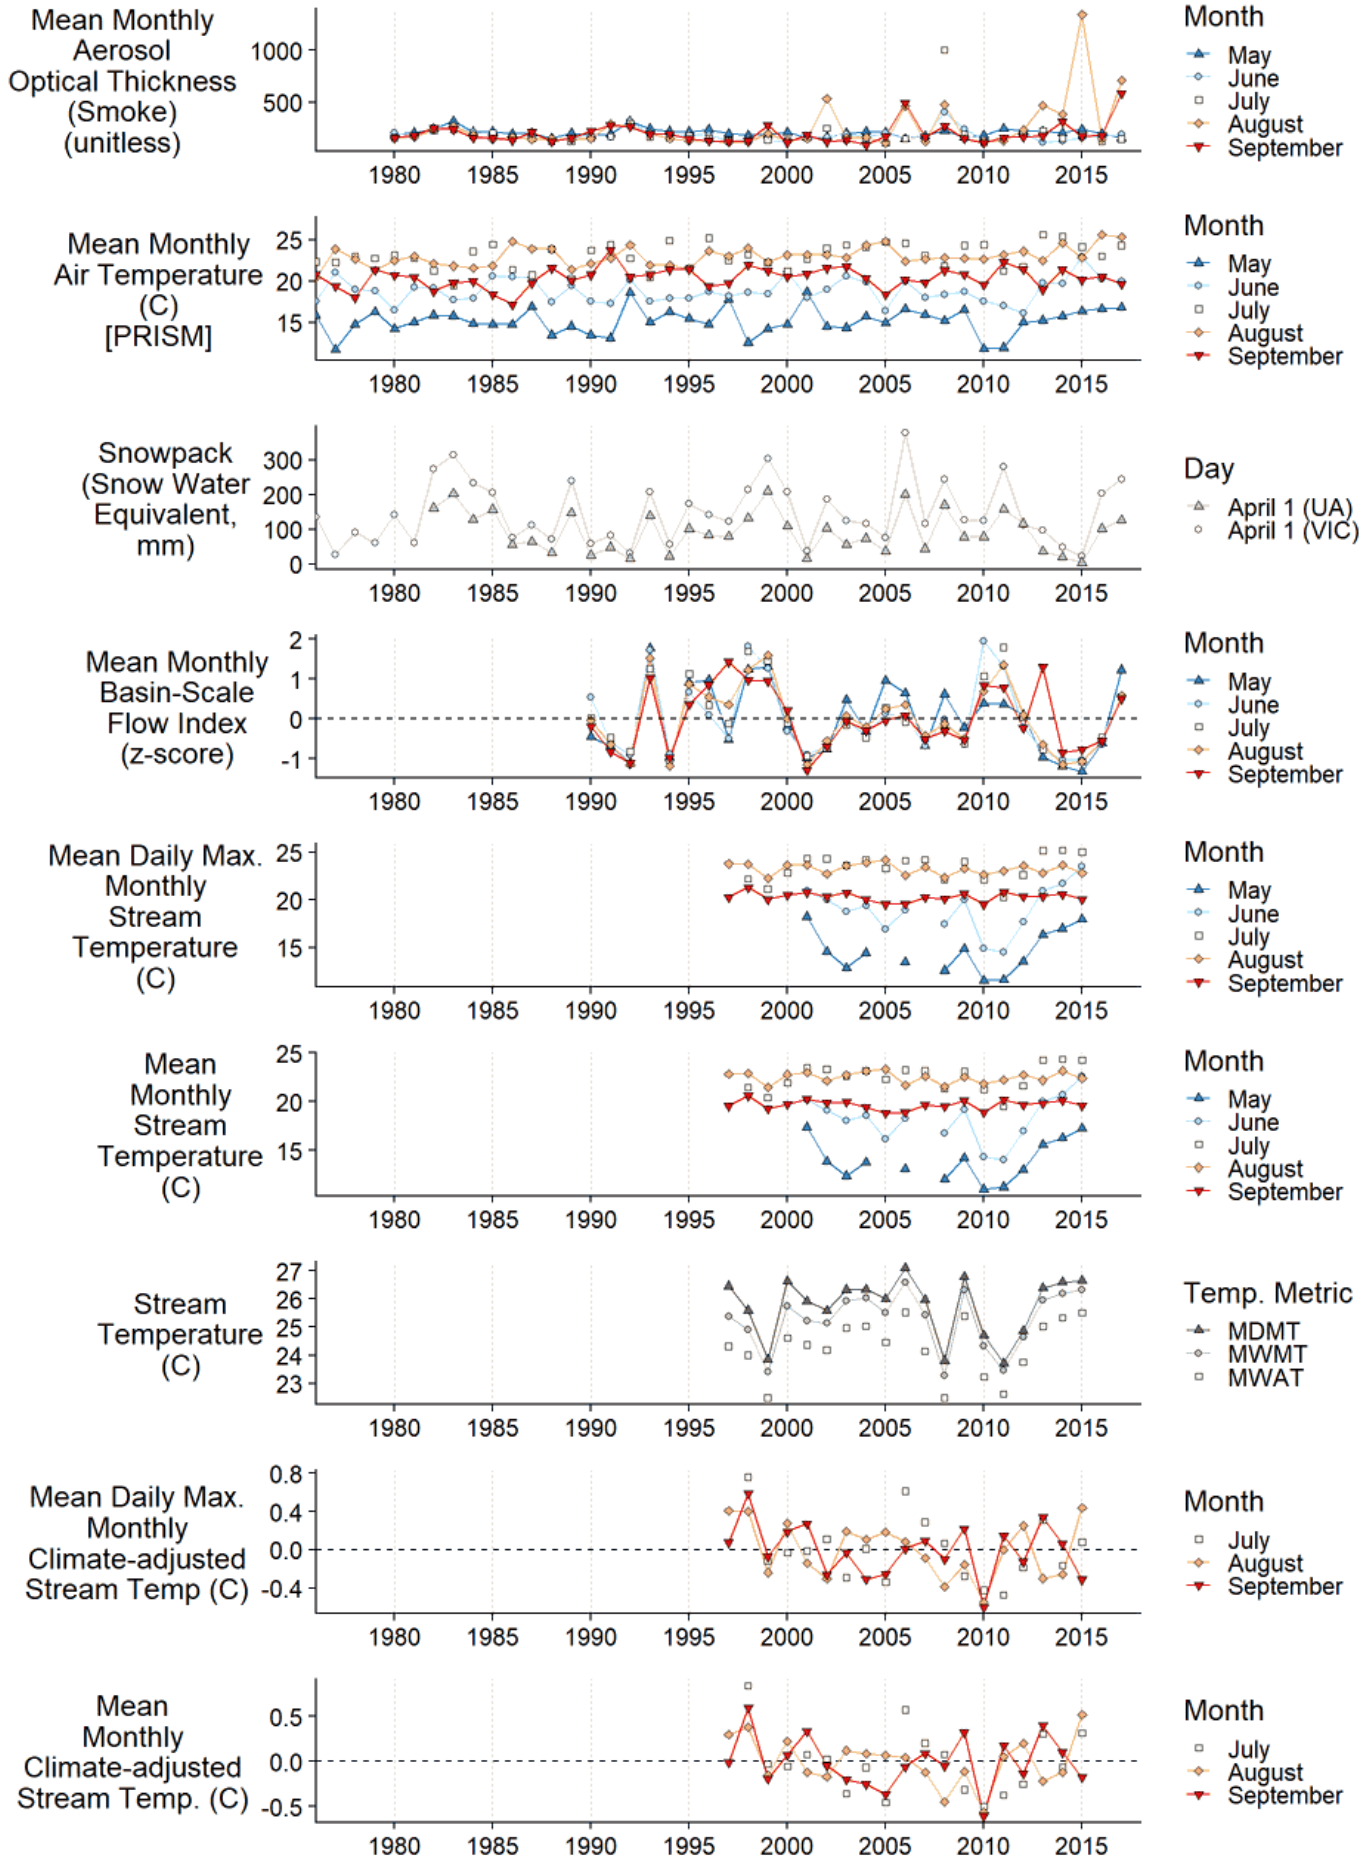 Mean Monthly
Aerosol
Optical Thickness
(Smoke)
(unitless)
1000
500
1980 1985 1990 1995 2000 2005 2010 2015
Month
May
June
July
August
September
Mean Monthly
Air Temperature
(C)
[PRISM]
25
20
15
1980 1985 1990 1995 2000 2005 2010 2015
Month
May
June
July
August
September
Snowpack
(Snow Water
Equivalent,
mm)
300
200
100
0
1980 1985 1990 1995 2000 2005 2010 2015
Day
April 1 (UA)
April 1 (VIC)
Mean Monthly
Basin-Scale
Flow Index
(z-score)
2
1
0
-1
1980 1985 1990 1995 2000 2005 2010 2015
Month
May
June
July
August
September
Mean Daily Max.
Monthly
Stream
Temperature
(C)
25
20
15
1980 1985 1990 1995 2000 2005 2010 2015
Month
May
June
July
August
September
Mean
Monthly
Stream
Temperature
(C)
25
20
15
1980 1985 1990 1995 2000 2005 2010 2015
Month
May
June
July
August
September
Stream
Temperature
(C)
27
26
25
24
23
1980 1985 1990 1995 2000 2005 2010 2015
Temp. Metric
MDMT
MWMT
MWAT
Mean Daily Max.
Monthly
Climate-adjusted
Stream Temp (C)
0.8
0.4
0.0
-0.4
1980 1985 1990 1995 2000 2005 2010 2015
Month
July
August
September
Mean
Monthly
Climate-adjusted
Stream Temp. (C)
0.5
0.0
-0.5
1980 1985 1990 1995 2000 2005 2010 2015
Month
July
August
September